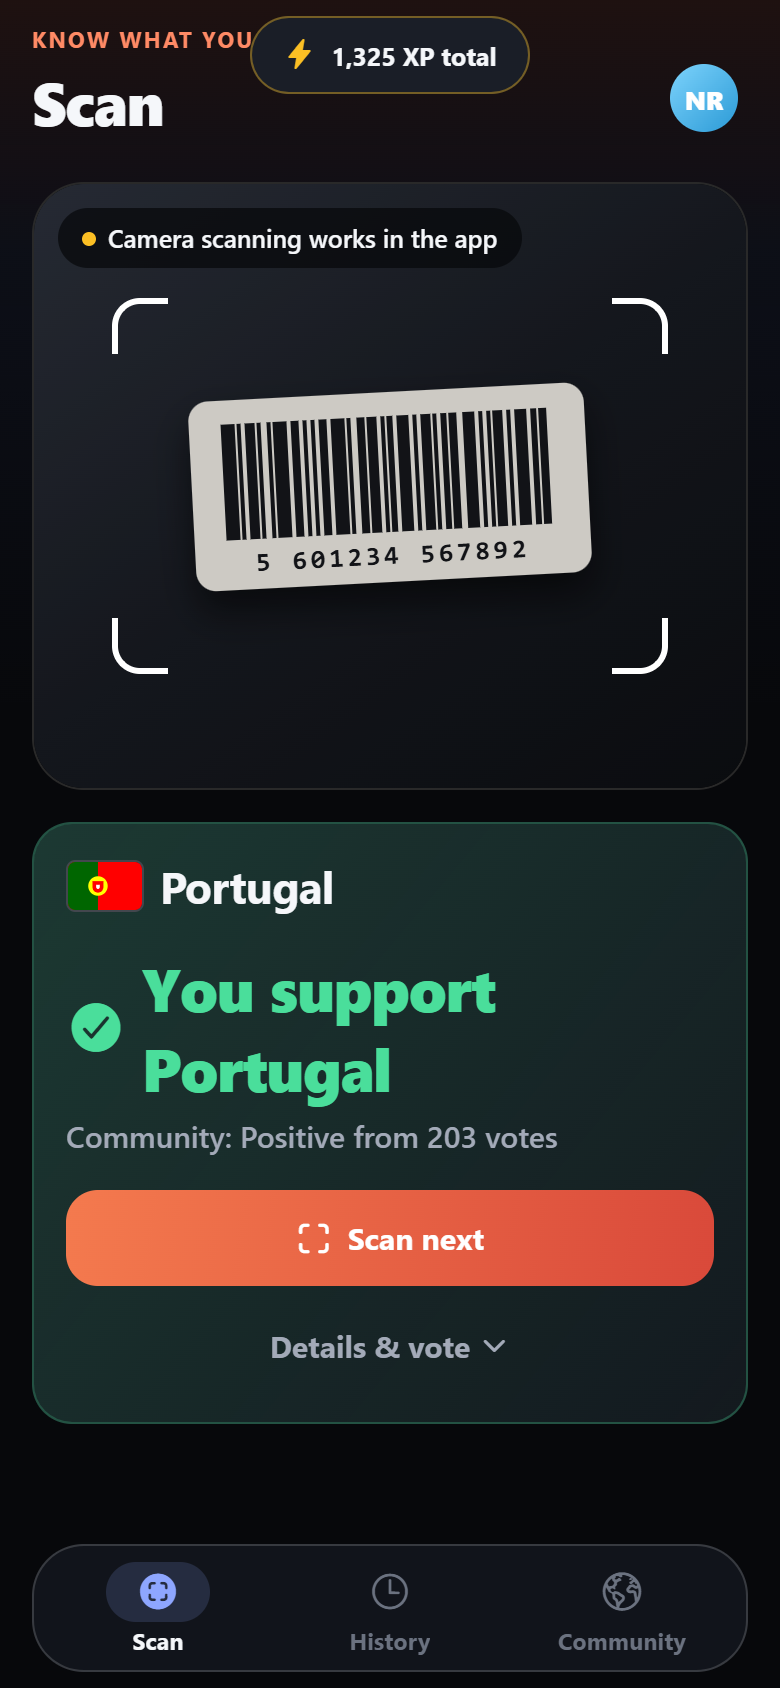 KNOW WHAT YOU
1,325 XP total
Scan
NR
Camera scanning works in the app
5 601234 567892
Portugal
You support
Portugal
Community: Positive from 203 votes
Scan next
Details & vote
Scan
History
Community